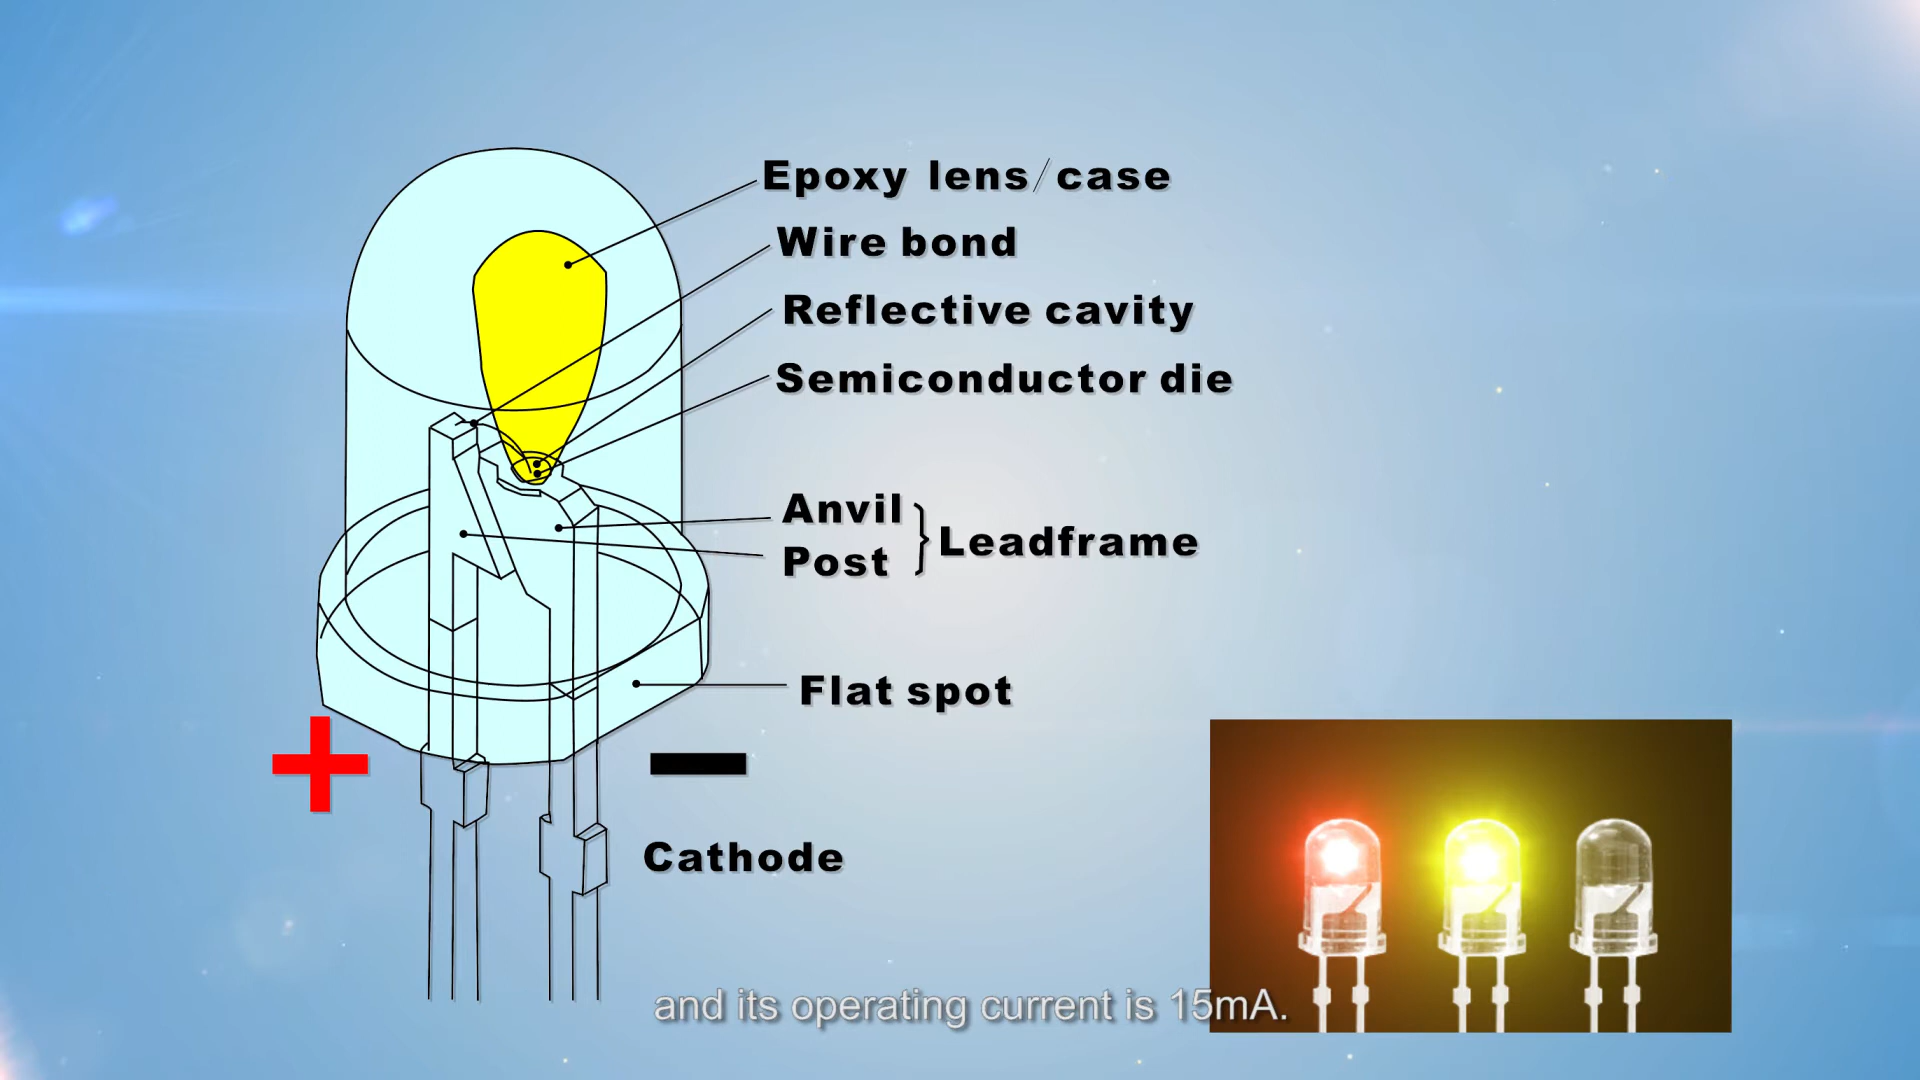 Epoxy lens/case
Wire bond
Reflective cavity
Semiconductor die
Anvil
Post
Leadframe
Flat spot
+
-
Cathode
and its operating current is 15mA.